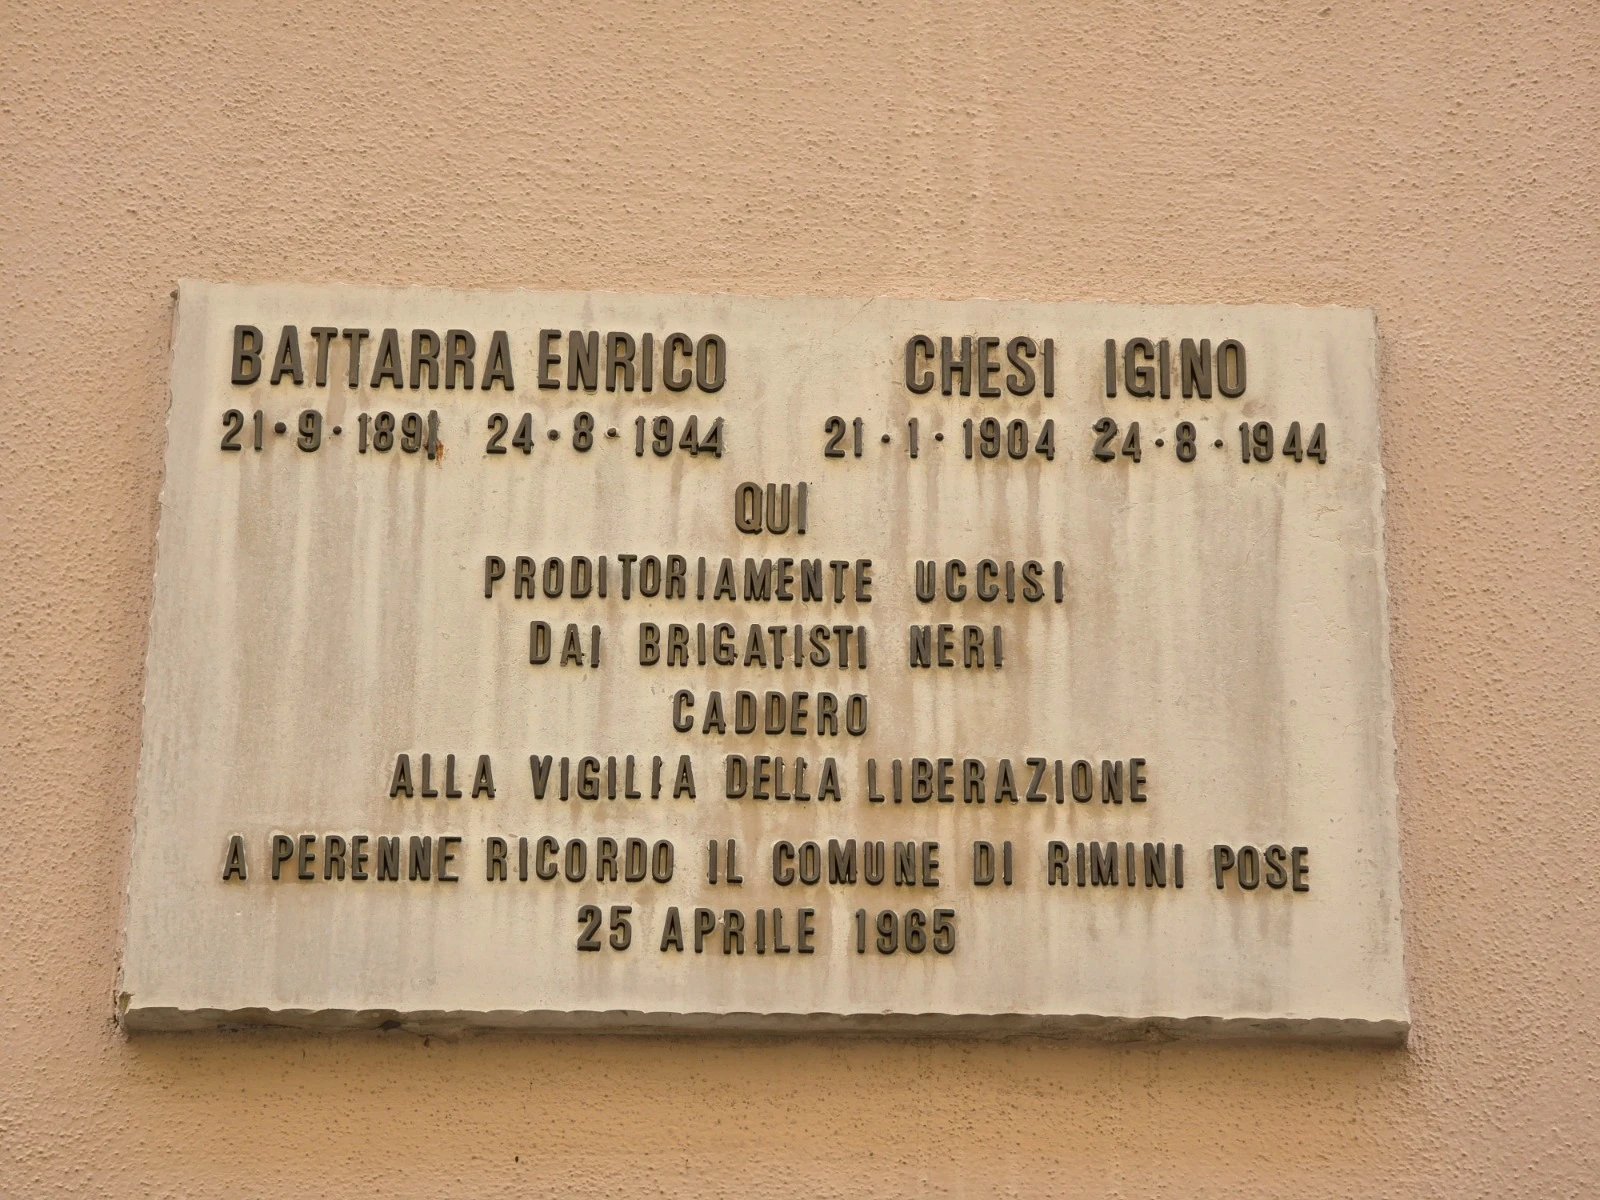 BATTARRA ENRICO CHESI IGINO
21·9·1891 24·8·1944 21·1·1904 24·8·1944
QUI
PRODITORIAMENTE UCCISI
DAI BRIGATISTI NERI
CADDERO
ALLA VIGILIA DELLA LIBERAZIONE
A PERENNE RICORDO IL COMUNE DI RIMINI POSE
25 APRILE 1965